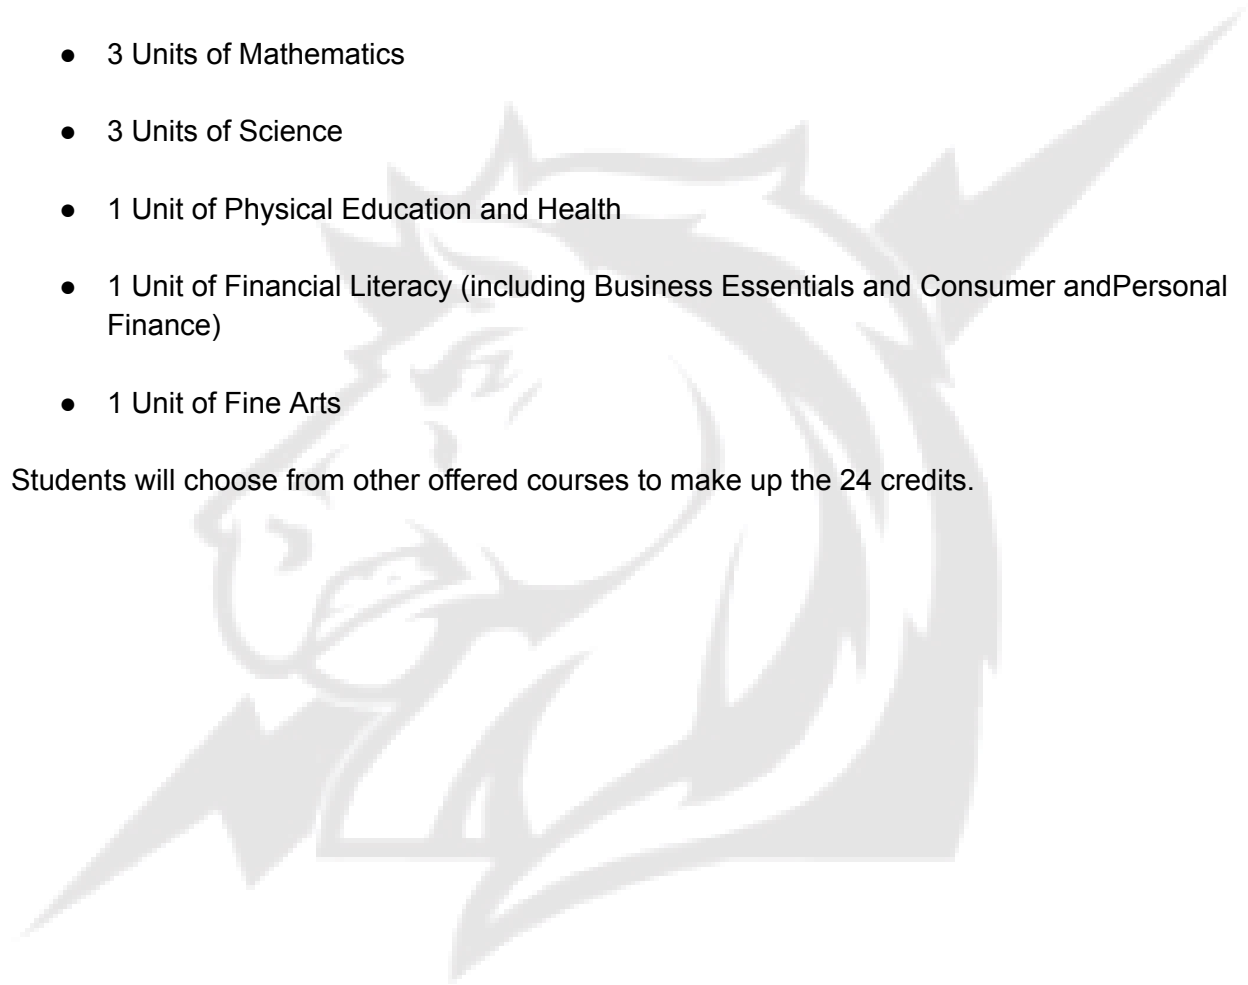 ● 3 Units of Mathematics
● 3 Units of Science
● 1 Unit of Physical Education and Health
● 1 Unit of Financial Literacy (including Business Essentials and Consumer andPersonal
Finance)
● 1 Unit of Fine Arts
Students will choose from other offered courses to make up the 24 credits.